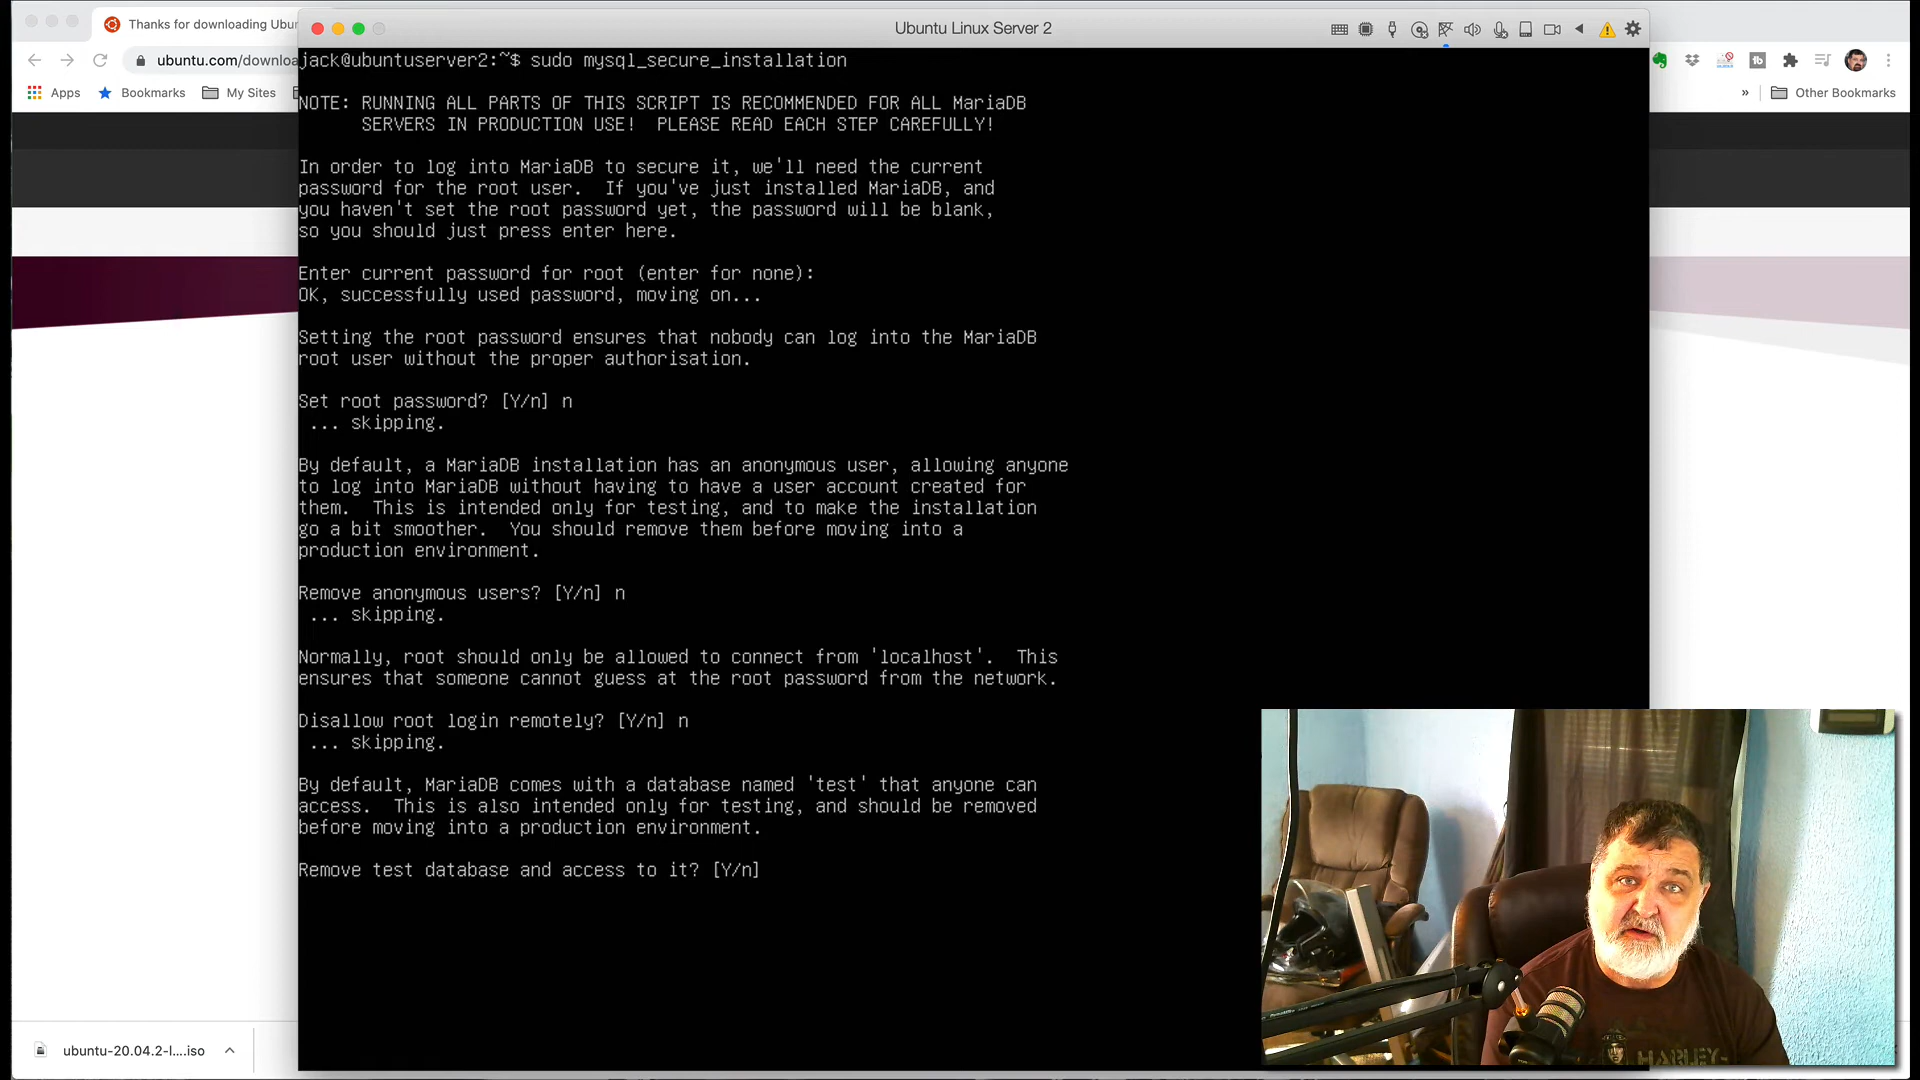 Thanks for downloading Ubun
Ubuntu Linux Server 2
ubuntu.com/downloa
Apps
Bookmarks
My Sites
»
Other Bookmarks
jack@ubuntuserver2:~$ sudo mysql_secure_installation
NOTE: RUNNING ALL PARTS OF THIS SCRIPT IS RECOMMENDED FOR ALL MariaDB
SERVERS IN PRODUCTION USE!  PLEASE READ EACH STEP CAREFULLY!
In order to log into MariaDB to secure it, we'll need the current
password for the root user.  If you've just installed MariaDB, and
you haven't set the root password yet, the password will be blank,
so you should just press enter here.
Enter current password for root (enter for none):
OK, successfully used password, moving on...
Setting the root password ensures that nobody can log into the MariaDB
root user without the proper authorisation.
Set root password? [Y/n] n
... skipping.
By default, a MariaDB installation has an anonymous user, allowing anyone
to log into MariaDB without having to have a user account created for
them.  This is intended only for testing, and to make the installation
go a bit smoother.  You should remove them before moving into a
production environment.
Remove anonymous users? [Y/n] n
... skipping.
Normally, root should only be allowed to connect from 'localhost'.  This
ensures that someone cannot guess at the root password from the network.
Disallow root login remotely? [Y/n] n
... skipping.
By default, MariaDB comes with a database named 'test' that anyone can
access.  This is also intended only for testing, and should be removed
before moving into a production environment.
Remove test database and access to it? [Y/n]
HARLEY-
ubuntu-20.04.2-l....iso